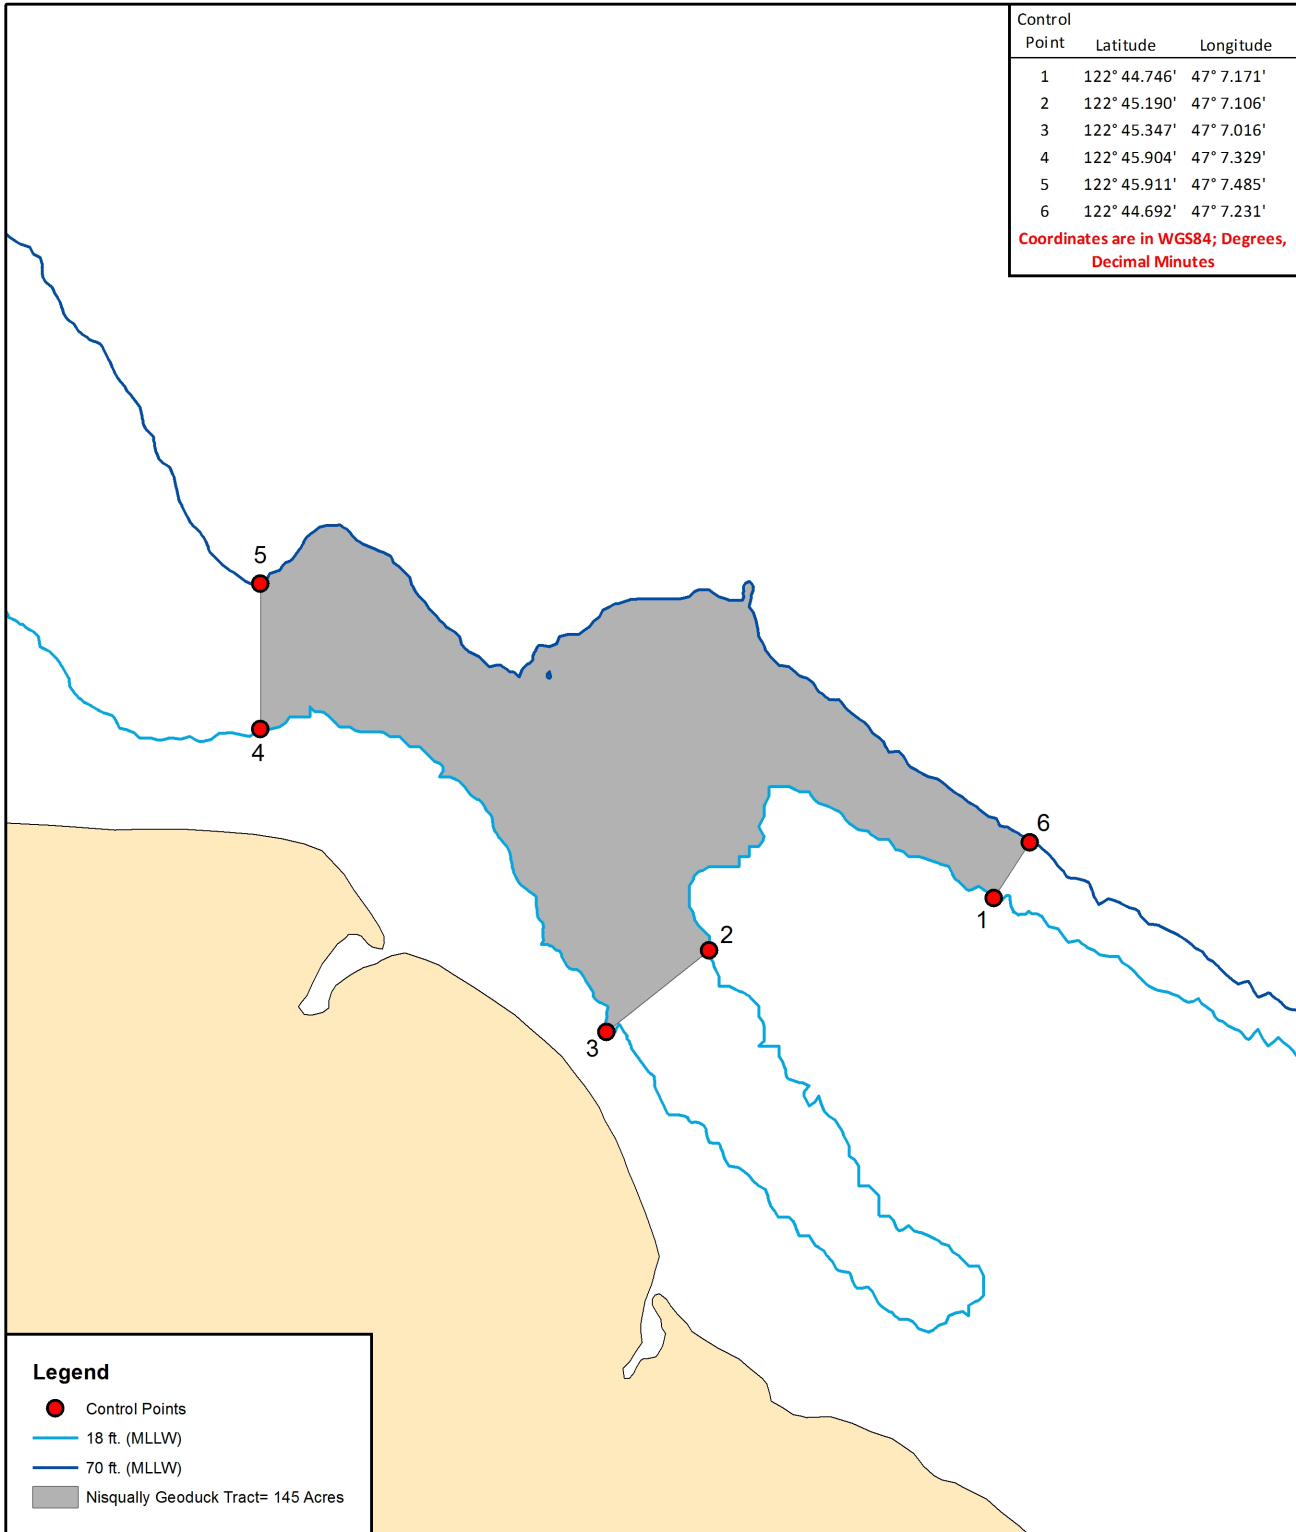 Control
Point Latitude Longitude
1 122° 44.746' 47° 7.171'
2 122° 45.190' 47° 7.106'
3 122° 45.347' 47° 7.016'
4 122° 45.904' 47° 7.329'
5 122° 45.911' 47° 7.485'
6 122° 44.692' 47° 7.231'
Coordinates are in WGS84; Degrees,
Decimal Minutes
5
4
6
1
2
3
Legend
Control Points
18 ft. (MLLW)
70 ft. (MLLW)
Nisqually Geoduck Tract= 145 Acres